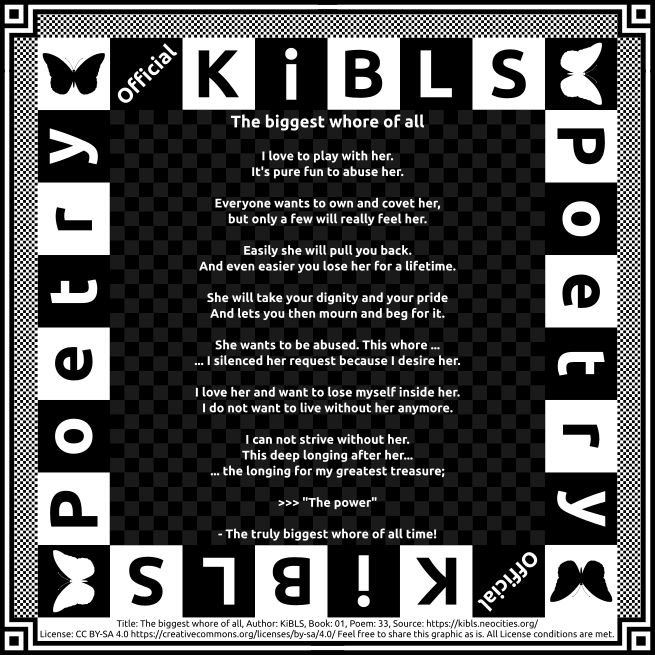 Official KiBLS
Poetry
Poetry
The biggest whore of all
I love to play with her.
It's pure fun to abuse her.
Everyone wants to own and covet her,
but only a few will really feel her.
Easily she will pull you back.
And even easier you lose her for a lifetime.
She will take your dignity and your pride
And lets you then mourn and beg for it.
She wants to be abused. This whore ...
... I silenced her request because I desire her.
I love her and want to lose myself inside her.
I do not want to live without her anymore.
I can not strive without her.
This deep longing after her...
... the longing for my greatest treasure;
>>> "The power"
- The truly biggest whore of all time!
Official KiBLS
Title: The biggest whore of all, Author: KiBLS, Book: 01, Poem: 33, Source: https://kibls.neocities.org/
License: CC BY-SA 4.0 https://creativecommons.org/licenses/by-sa/4.0/ Feel free to share this graphic as is. All License conditions are met.